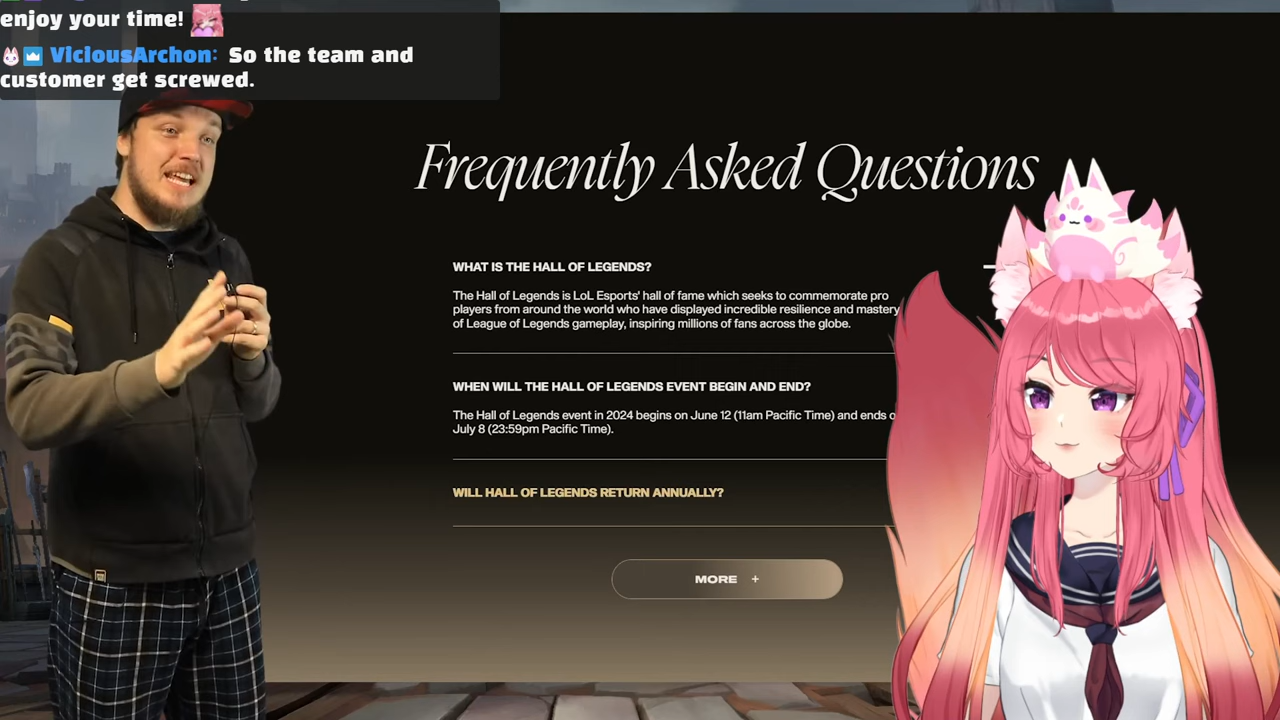 enjoy your time!
ViciousArchon: So the team and
customer get screwed.
Frequently Asked Questions
WHAT IS THE HALL OF LEGENDS?
The Hall of Legends is LoL Esports' hall of fame which seeks to commemorate pro
players from around the world who have displayed incredible resilience and mastery
of League of Legends gameplay, inspiring millions of fans across the globe.
WHEN WILL THE HALL OF LEGENDS EVENT BEGIN AND END?
The Hall of Legends event in 2024 begins on June 12 (11am Pacific Time) and ends
July 8 (23:59pm Pacific Time).
WILL HALL OF LEGENDS RETURN ANNUALLY?
MORE +